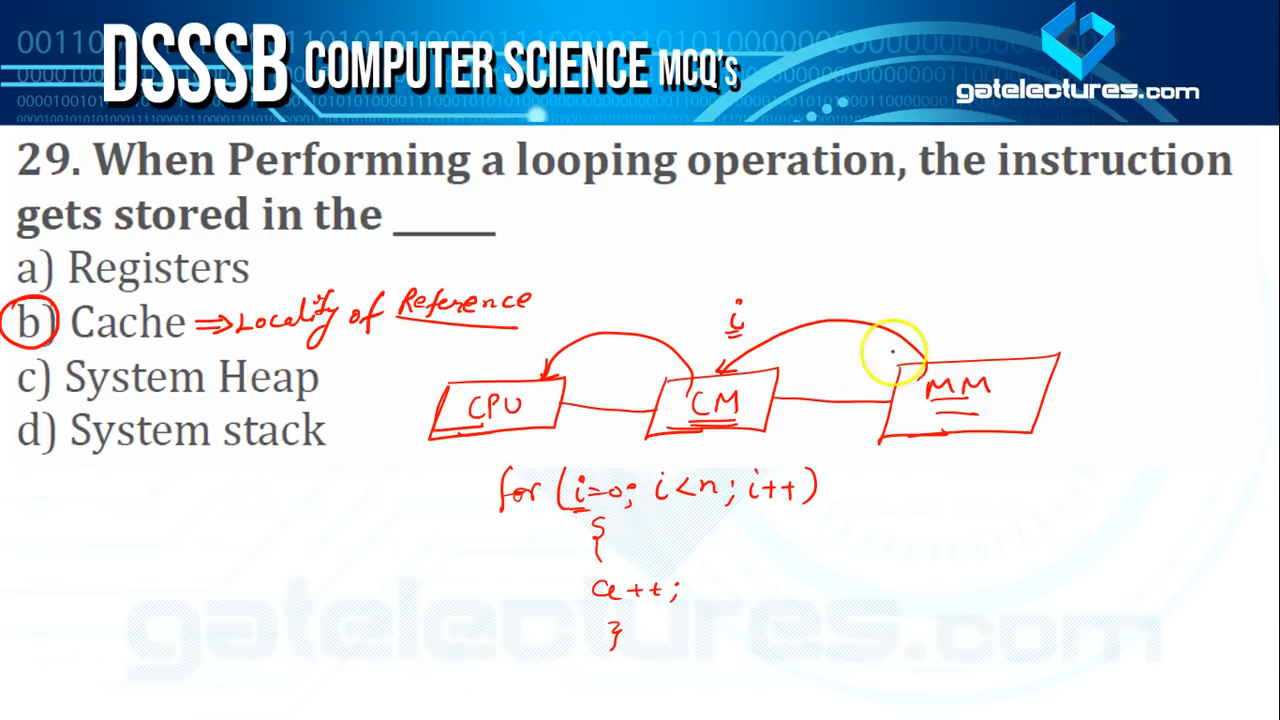 DSSSB COMPUTER SCIENCE MCQ's
gatelectures.com
29. When Performing a looping operation, the instruction
gets stored in the _____
a) Registers
b) Cache ⇒ Locality of Reference
c) System Heap
d) System stack
i
CPU CM MM
for (i=0; i<n; i++)
{
a++;
}
gatelectures.com